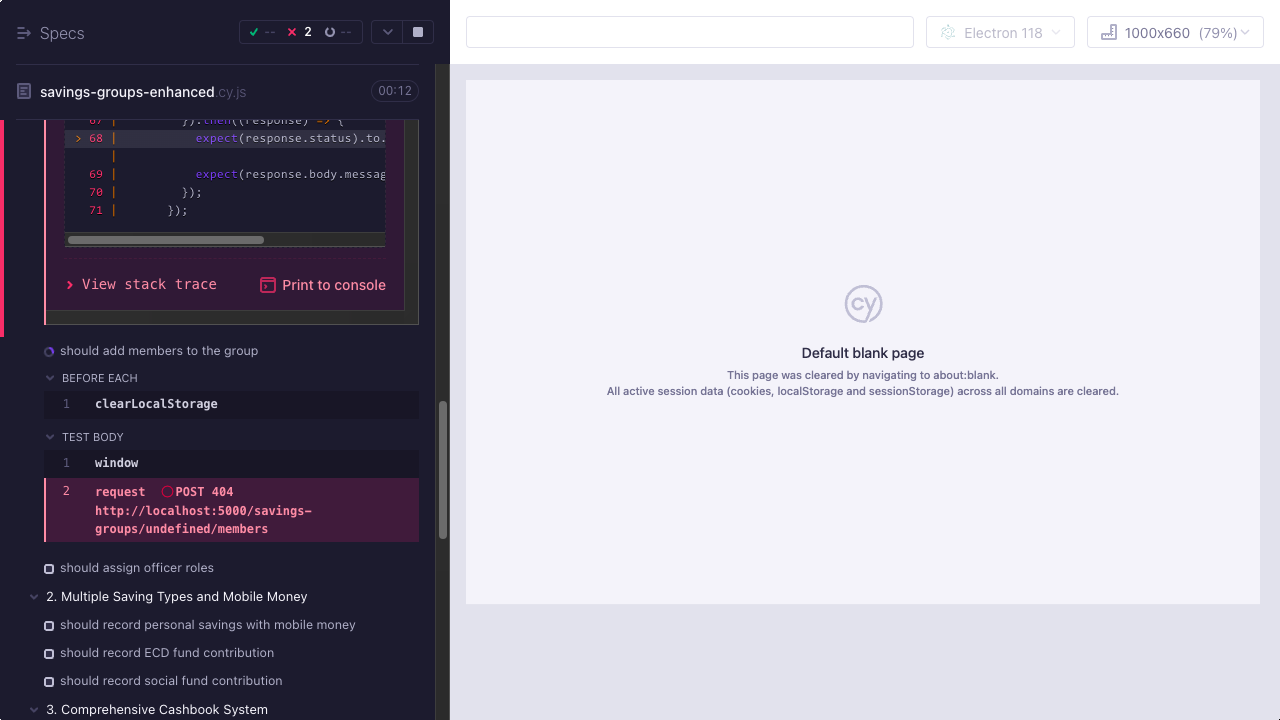 Specs
--
2
--
Electron 118
1000x660 (79%)
savings-groups-enhanced.cy.js
00:12
67 | }).then((response) => {
> 68 | expect(response.status).to.
|
69 | expect(response.body.messag
70 | });
71 | });
View stack trace
Print to console
should add members to the group
BEFORE EACH
1 clearLocalStorage
TEST BODY
1 window
2 request POST 404
http://localhost:5000/savings-
groups/undefined/members
should assign officer roles
2. Multiple Saving Types and Mobile Money
should record personal savings with mobile money
should record ECD fund contribution
should record social fund contribution
3. Comprehensive Cashbook System
cy
Default blank page
This page was cleared by navigating to about:blank.
All active session data (cookies, localStorage and sessionStorage) across all domains are cleared.